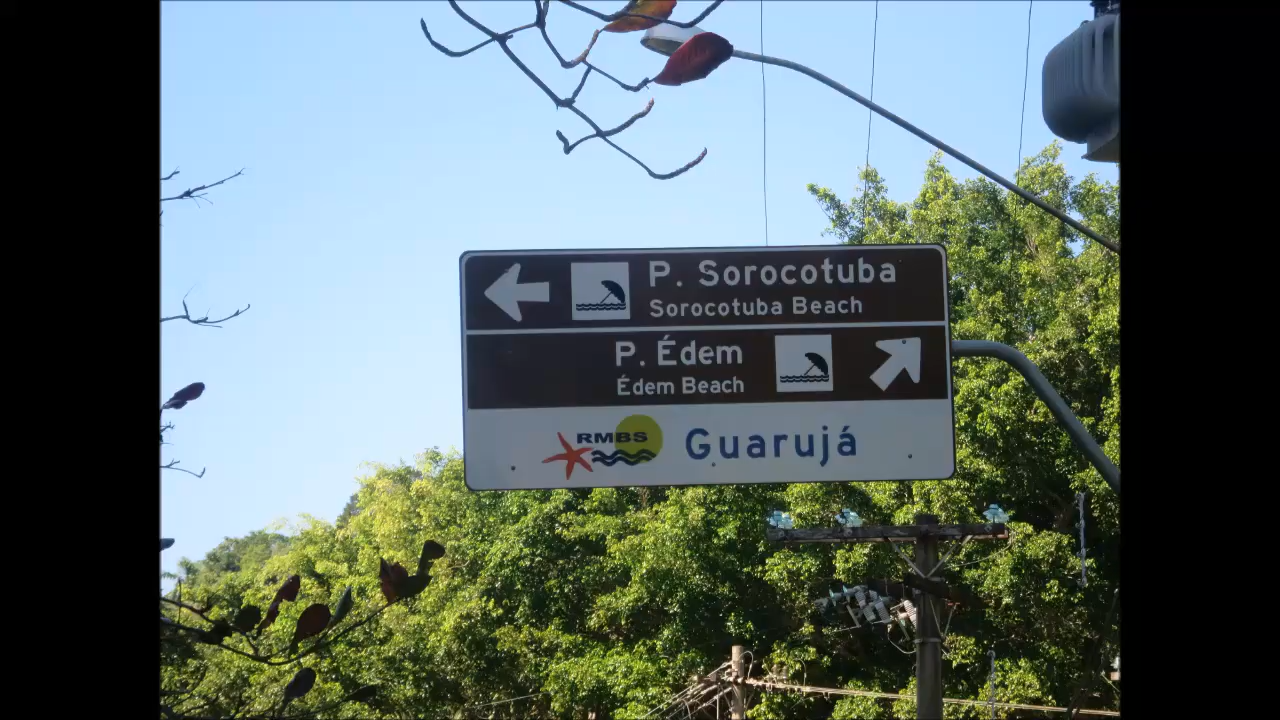 P. Sorocotuba
Sorocotuba Beach
P. Édem
Édem Beach
RMBS
Guarujá